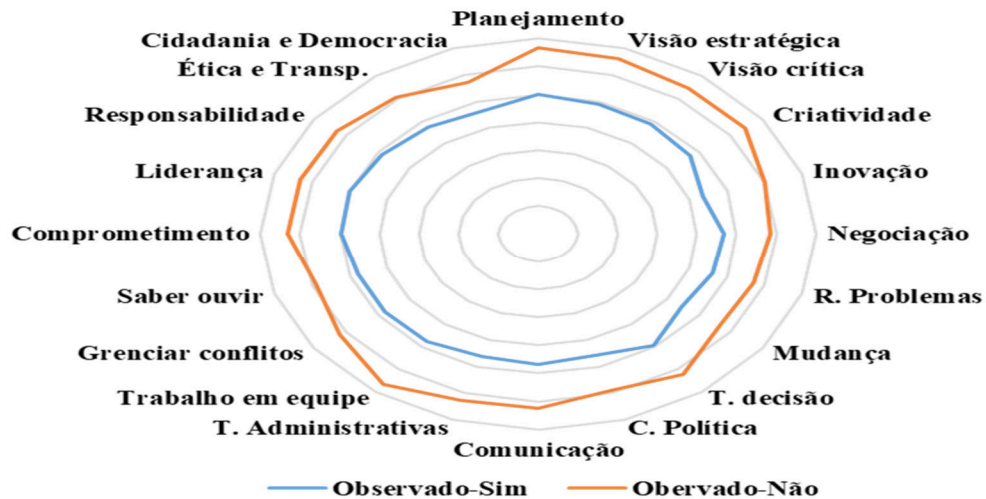 Planejamento
Cidadania e Democracia
Visão estratégica
Ética e Transp.
Visão crítica
Responsabilidade
Criatividade
Liderança
Inovação
Comprometimento
Negociação
Saber ouvir
R. Problemas
Grenciar conflitos
Mudança
Trabalho em equipe
T. decisão
T. Administrativas
C. Política
Comunicação
Observado-Sim
Obervado-Não